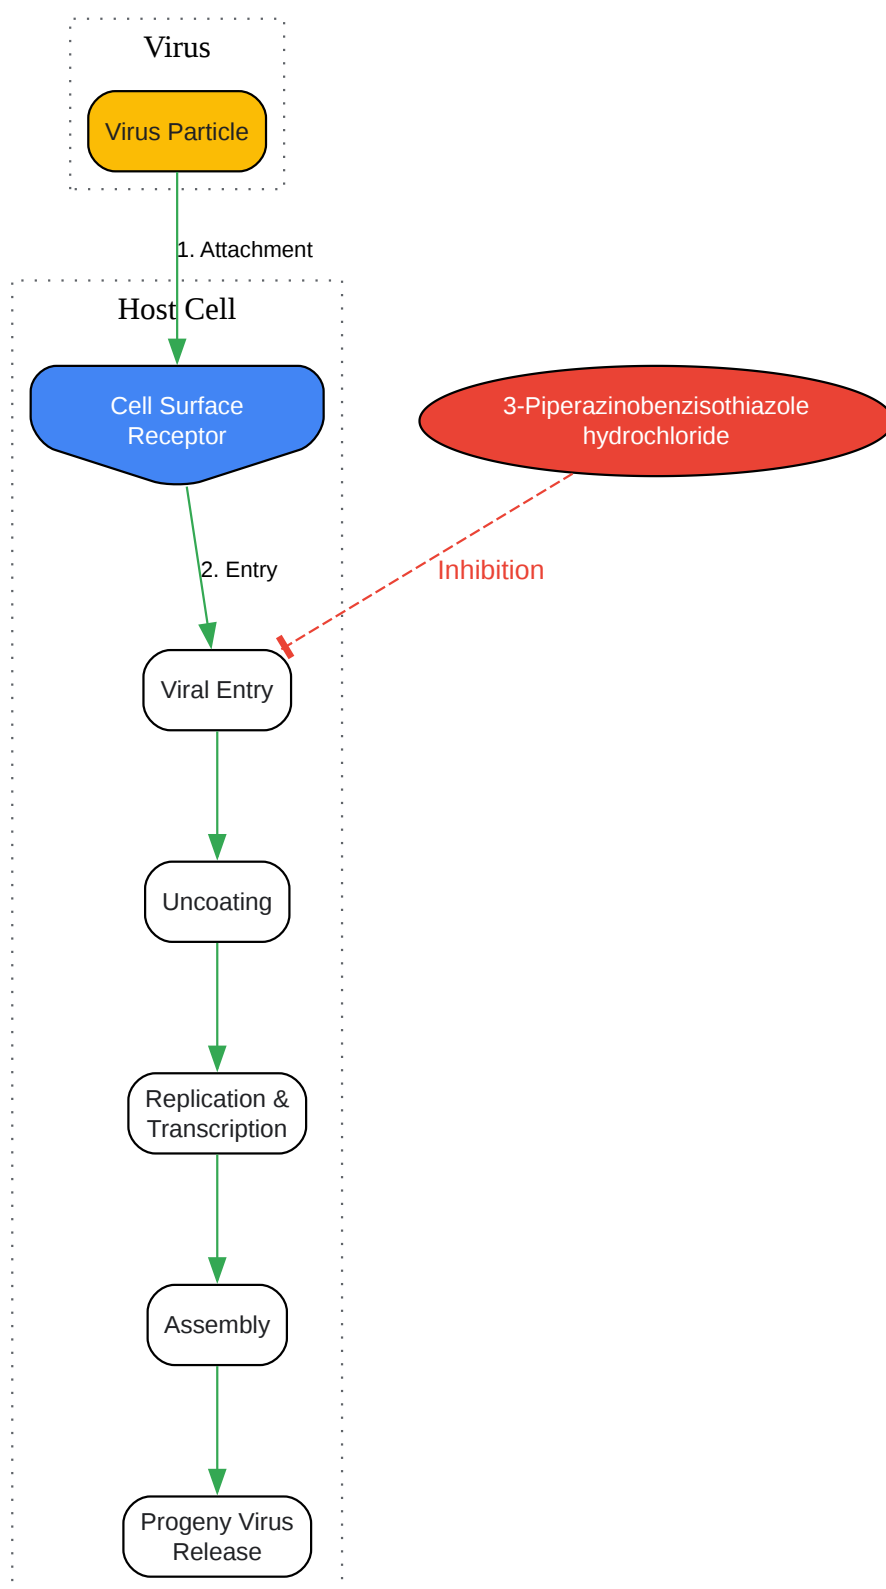 Virus
Virus Particle
1. Attachment
Host Cell
Cell Surface
Receptor
3-Piperazinobenzisothiazole
hydrochloride
2. Entry
Inhibition
Viral Entry
Uncoating
Replication &
Transcription
Assembly
Progeny Virus
Release